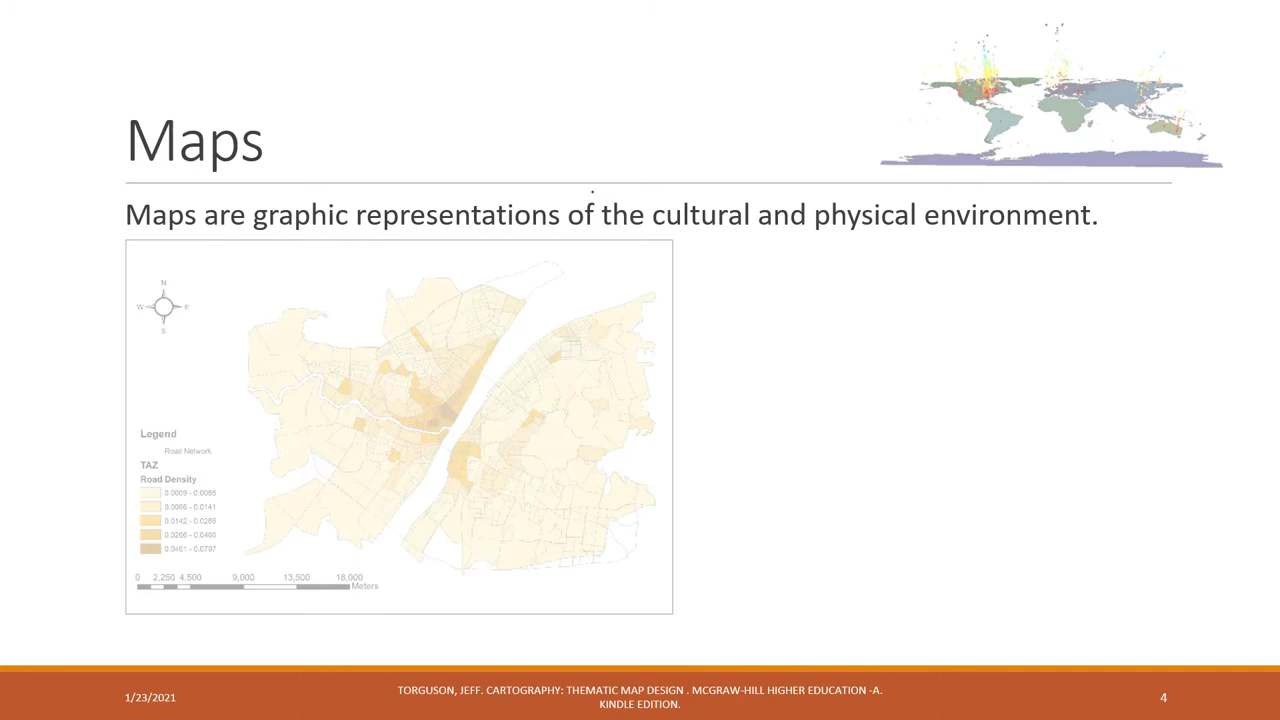 Maps
Maps are graphic representations of the cultural and physical environment.
N
W E
S
Legend
Road Network
TAZ
Road Density
0.0009 - 0.0065
0.0066 - 0.0141
0.0142 - 0.0265
0.0266 - 0.0460
0.0461 - 0.0797
0 2,250 4,500 9,000 13,500 18,000
Meters
1/23/2021
TORGUSON, JEFF. CARTOGRAPHY: THEMATIC MAP DESIGN . MCGRAW-HILL HIGHER EDUCATION -A.
KINDLE EDITION.
4